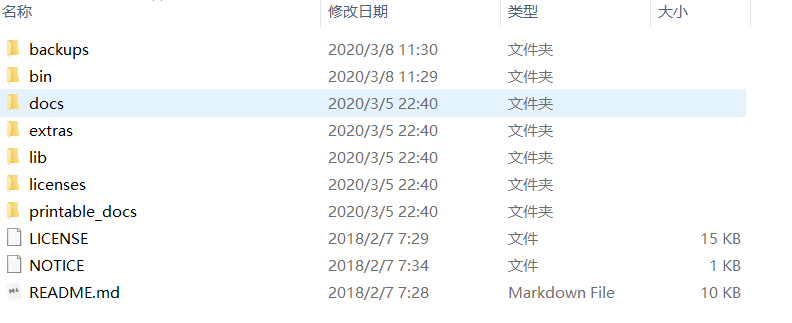 名称 修改日期 类型 大小
backups 2020/3/8 11:30 文件夹
bin 2020/3/8 11:29 文件夹
docs 2020/3/5 22:40 文件夹
extras 2020/3/5 22:40 文件夹
lib 2020/3/5 22:40 文件夹
licenses 2020/3/5 22:40 文件夹
printable_docs 2020/3/5 22:40 文件夹
LICENSE 2018/2/7 7:29 文件 15 KB
NOTICE 2018/2/7 7:34 文件 1 KB
README.md 2018/2/7 7:28 Markdown File 10 KB